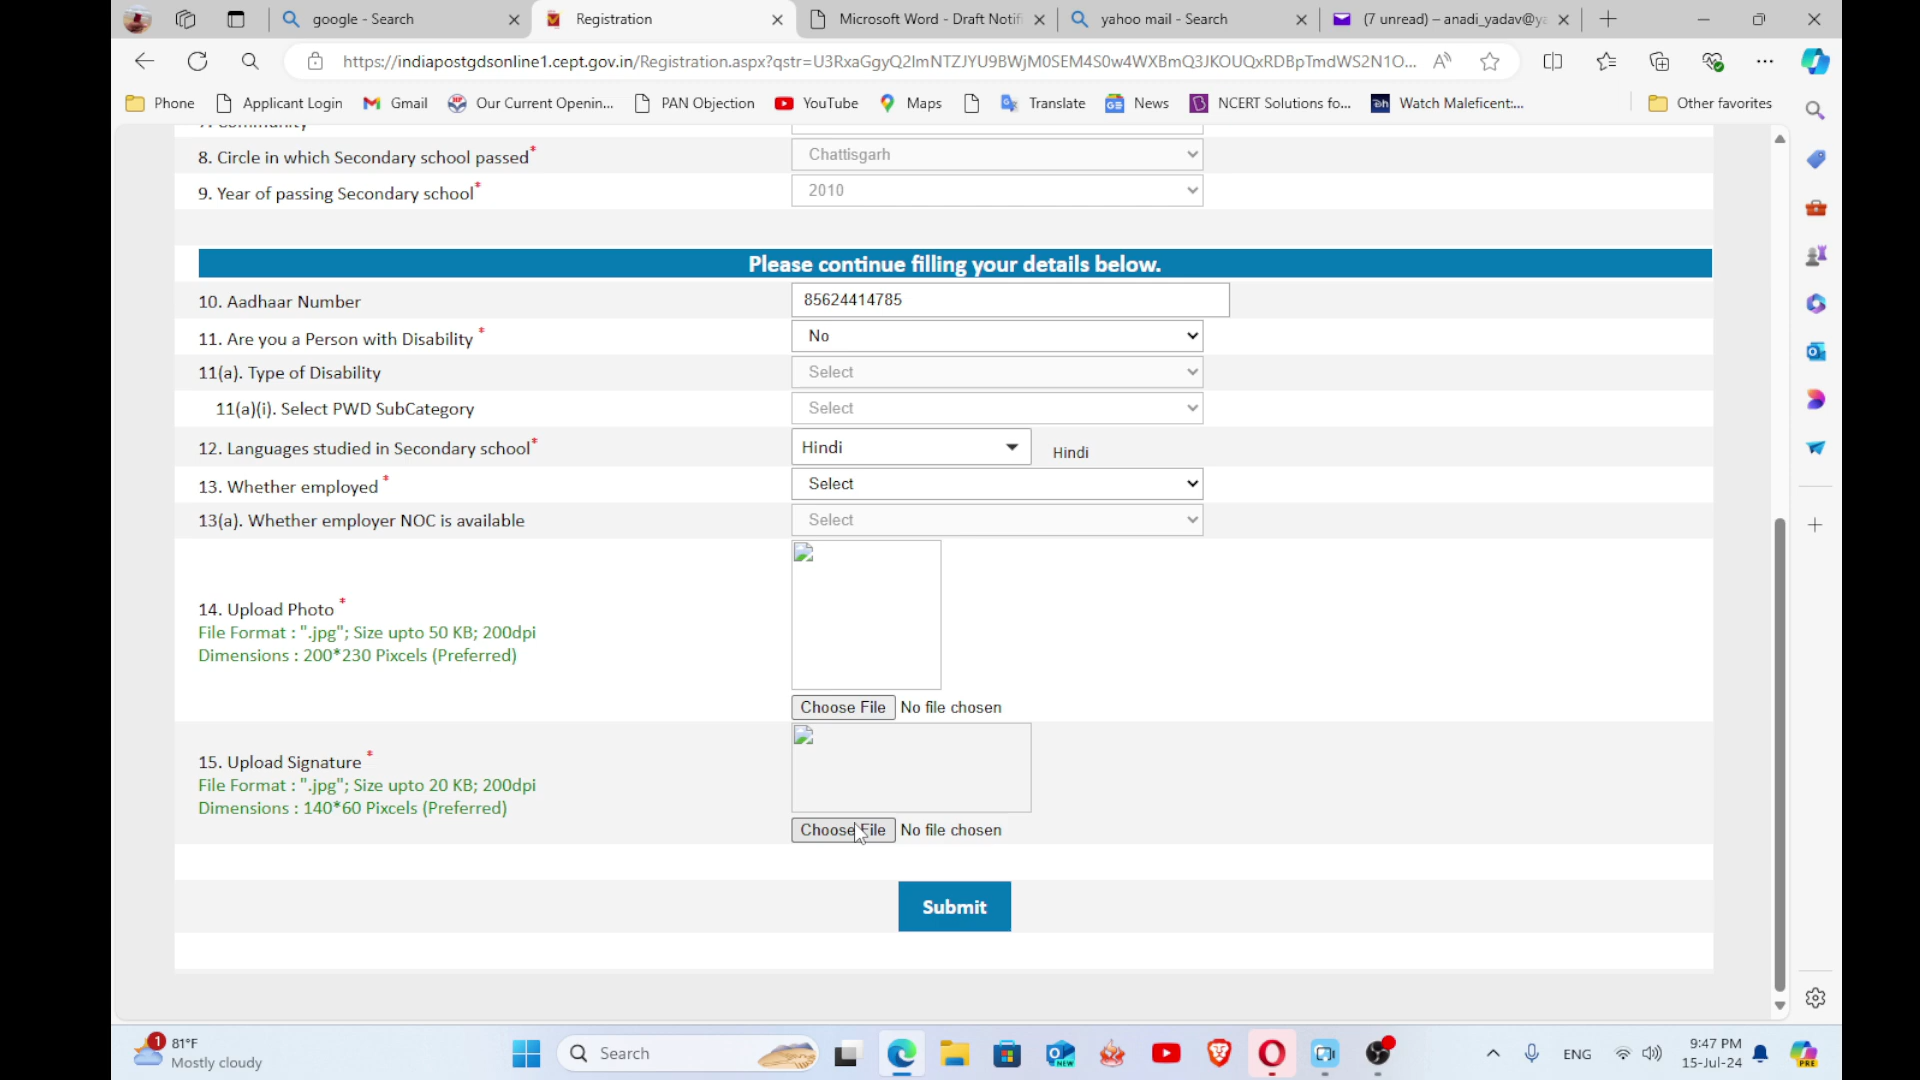 google - Search
Registration
Microsoft Word - Draft Notifi
yahoo mail - Search
(7 unread) – anadi_yadav@y
https://indiapostgdsonline1.cept.gov.in/Registration.aspx?qstr=U3RxaGgyQ2ImNTZJYU9BWjM0SEM4S0w4WXBmQ3JKOUQxRDBpTmdWS2N1O...
Phone
Applicant Login
Gmail
Our Current Openin...
PAN Objection
YouTube
Maps
Translate
News
NCERT Solutions fo...
Watch Maleficent:...
Other favorites
8. Circle in which Secondary school passed*
Chattisgarh
9. Year of passing Secondary school*
2010
Please continue filling your details below.
10. Aadhaar Number
85624414785
11. Are you a Person with Disability *
No
11(a). Type of Disability
Select
11(a)(i). Select PWD SubCategory
Select
12. Languages studied in Secondary school*
Hindi
Hindi
13. Whether employed *
Select
13(a). Whether employer NOC is available
Select
14. Upload Photo *
File Format : ".jpg"; Size upto 50 KB; 200dpi
Dimensions : 200*230 Pixcels (Preferred)
Choose File No file chosen
15. Upload Signature *
File Format : ".jpg"; Size upto 20 KB; 200dpi
Dimensions : 140*60 Pixcels (Preferred)
Choose File No file chosen
Submit
1
81°F
Mostly cloudy
Search
NEW
ENG
9:47 PM
15-Jul-24
PRE